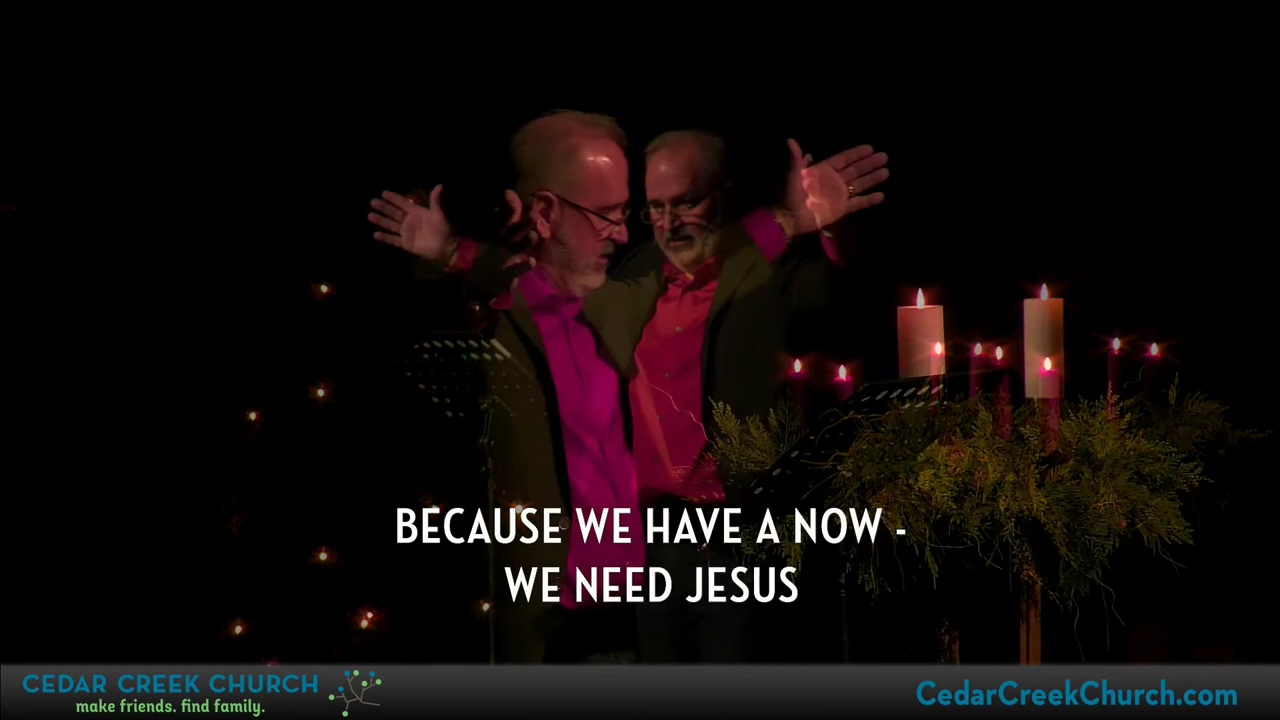 BECAUSE WE HAVE A NOW -
WE NEED JESUS
CEDAR CREEK CHURCH
make friends. find family.
CedarCreekChurch.com